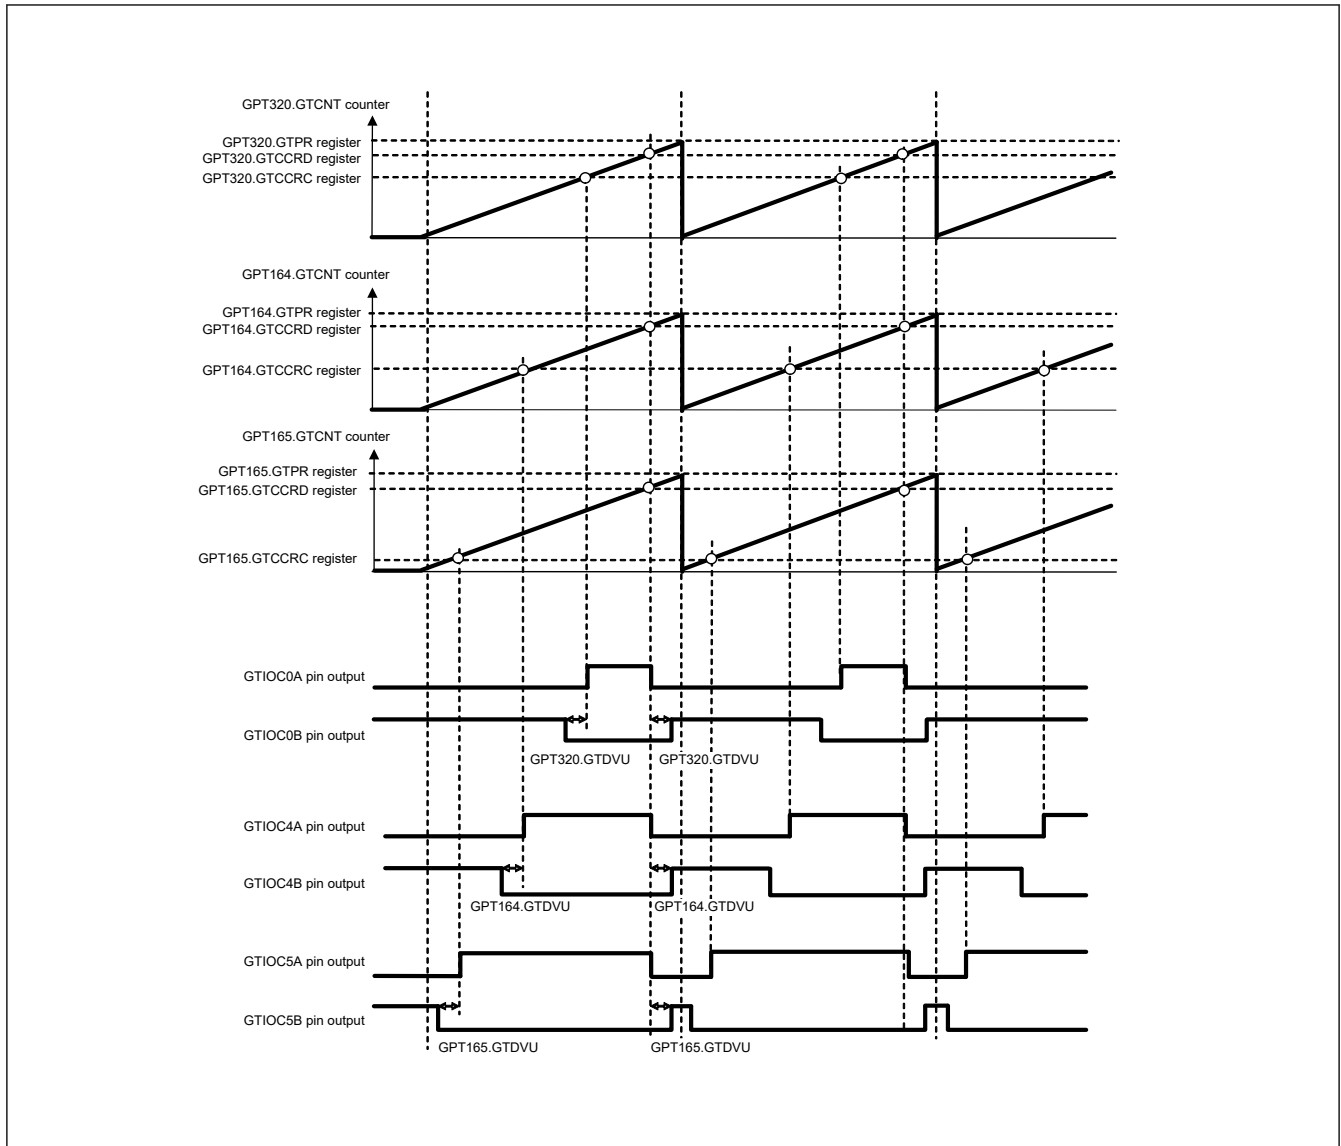 GPT320.GTCNT counter
GPT320.GTPR register
GPT320.GTCCRD register
GPT320.GTCCRC register
GPT164.GTCNT counter
GPT164.GTPR register
GPT164.GTCCRD register
GPT164.GTCCRC register
GPT165.GTCNT counter
GPT165.GTPR register
GPT165.GTCCRD register
GPT165.GTCCRC register
GTIOC0A pin output
GTIOC0B pin output
GPT320.GTDVU GPT320.GTDVU
GTIOC4A pin output
GTIOC4B pin output
GPT164.GTDVU GPT164.GTDVU
GTIOC5A pin output
GTIOC5B pin output
GPT165.GTDVU GPT165.GTDVU